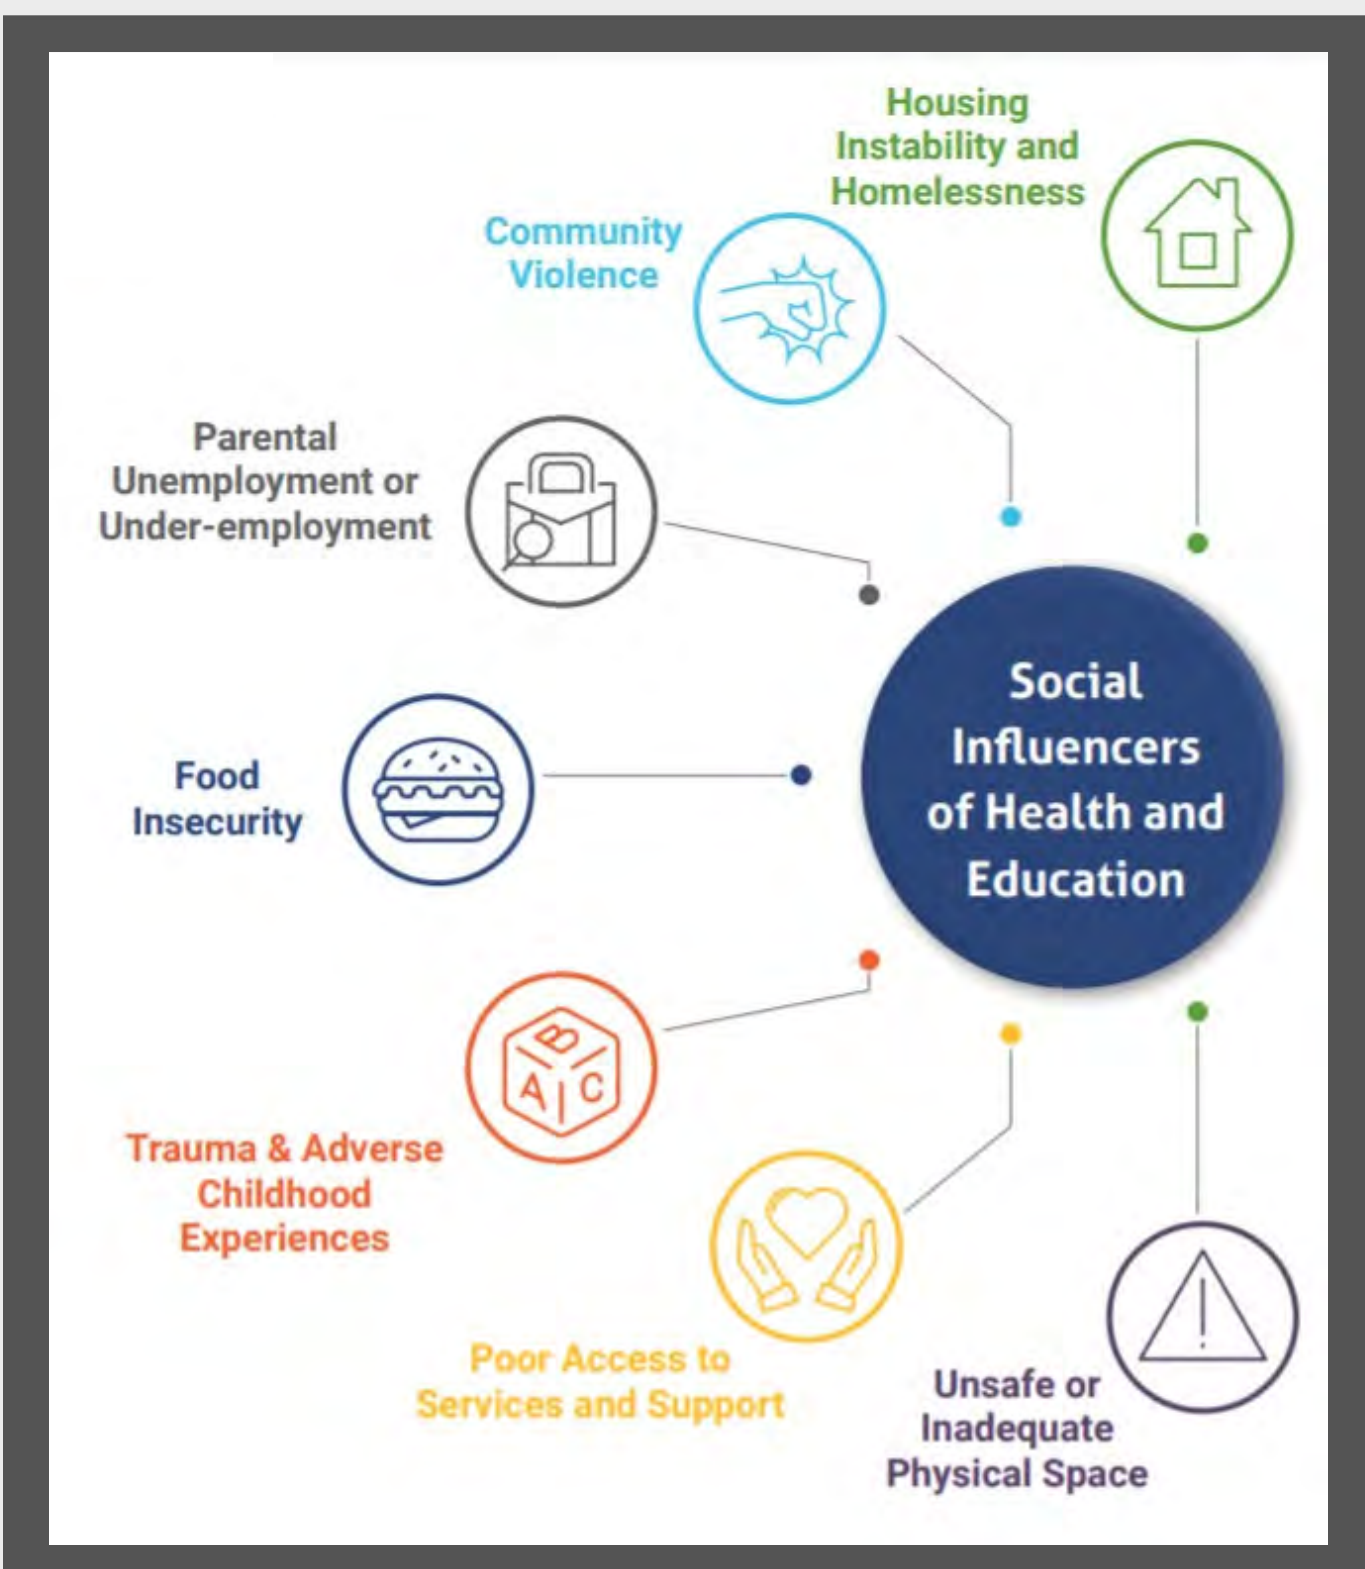 Housing
Instability and
Homelessness
Community
Violence
Parental
Unemployment or
Under-employment
Food
Insecurity
Social
Influencers
of Health and
Education
B
A
C
Trauma & Adverse
Childhood
Experiences
Poor Access to
Services and Support
Unsafe or
Inadequate
Physical Space